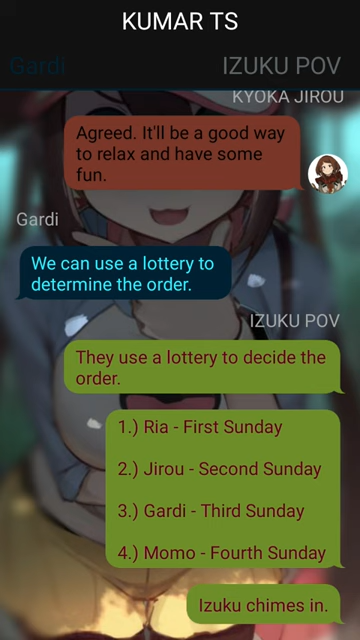 KUMAR TS
Gardi
IZUKU POV
KYOKA JIROU
Agreed. It'll be a good way
to relax and have some
fun.
Gardi
We can use a lottery to
determine the order.
IZUKU POV
They use a lottery to decide the
order.
1.) Ria - First Sunday
2.) Jirou - Second Sunday
3.) Gardi - Third Sunday
4.) Momo - Fourth Sunday
Izuku chimes in.